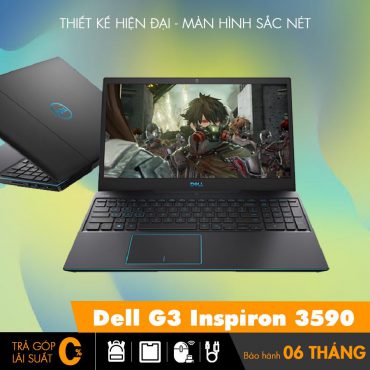 THIẾT KẾ HIỆN ĐẠI - MÀN HÌNH SẮC NÉT
DELL
DELL
Dell G3 Inspiron 3590
TRẢ GÓP
LÃI SUẤT
0%
Bảo hành 06 THÁNG